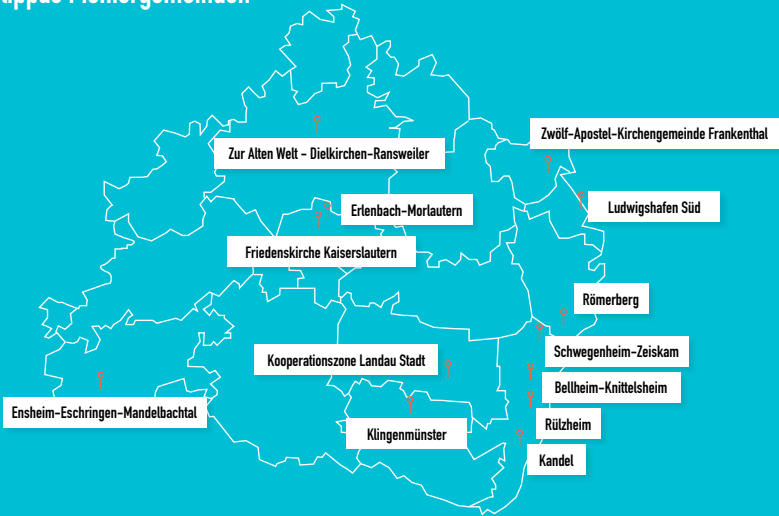 Pioniergemeinden
Zwölf-Apostel-Kirchengemeinde Frankenthal
Zur Alten Welt - Dielkirchen-Ransweiler
Ludwigshafen Süd
Erlenbach-Morlautern
Friedenskirche Kaiserslautern
Römerberg
Schwegenheim-Zeiskam
Kooperationszone Landau Stadt
Bellheim-Knittelsheim
Ensheim-Eschringen-Mandelbachtal
Rülzheim
Klingenmünster
Kandel